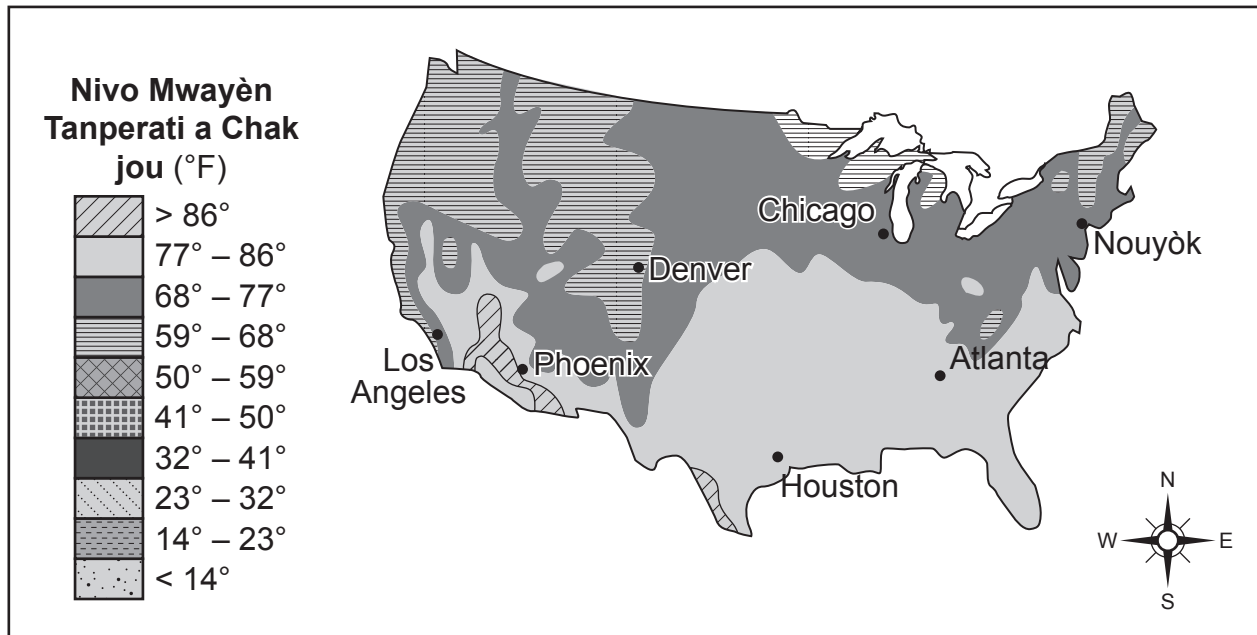 Nivo Mwayèn
Tanperati a Chak
jou (°F)
> 86°
77° – 86°
68° – 77°
59° – 68°
50° – 59°
41° – 50°
32° – 41°
23° – 32°
14° – 23°
< 14°
Chicago
Nouyòk
Denver
Los
Angeles
Phoenix
Atlanta
Houston
N
W
E
S